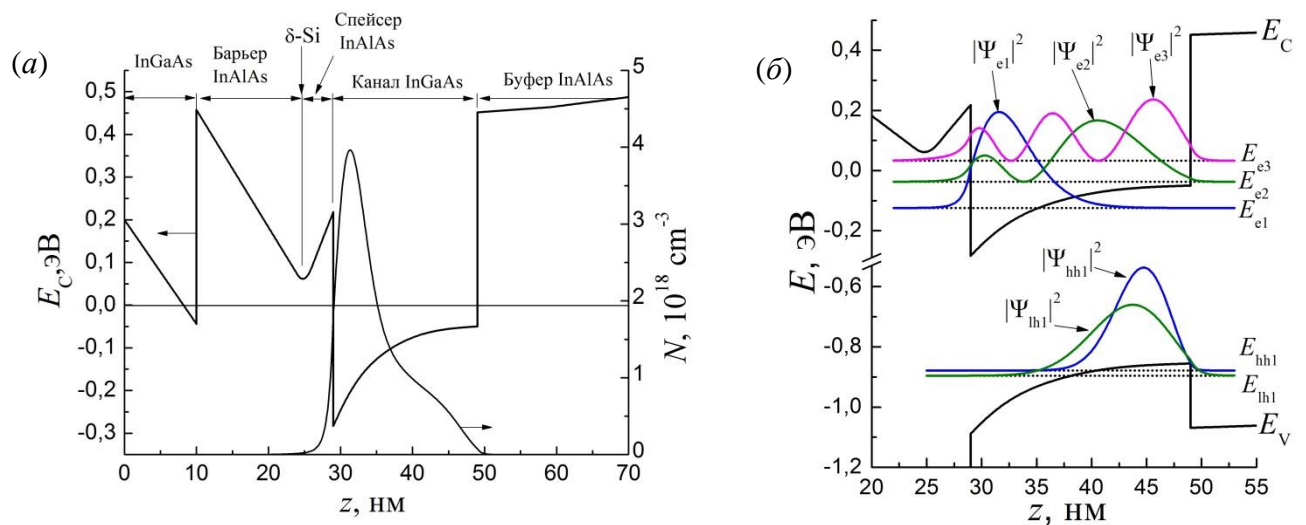 (а)
InGaAs
Барьер
InAlAs
δ-Si
Спейсер
InAlAs
Канал InGaAs
Буфер InAlAs
E_C, эВ
0,5
0,4
0,3
0,2
0,1
0,0
-0,1
-0,2
-0,3
0 10 20 30 40 50 60 70
z, нм
5
4
3
2
1
0
N, 10^18 cm^-3
(б)
|Ψ_e1|^2
|Ψ_e2|^2
|Ψ_e3|^2
E_C
E_e3
E_e2
E_e1
|Ψ_hh1|^2
|Ψ_lh1|^2
E_hh1
E_lh1
E_V
E, эВ
0,4
0,2
0,0
-0,2
-0,6
-0,8
-1,0
-1,2
20 25 30 35 40 45 50 55
z, нм